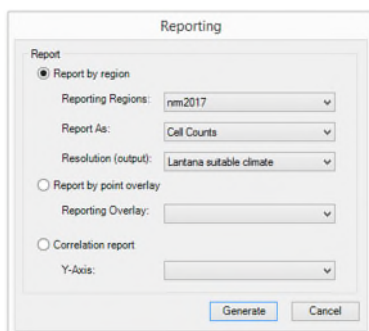 Reporting
Report
Report by region
Reporting Regions: nrm2017
Report As: Cell Counts
Resolution (output): Lantana suitable climate
Report by point overlay
Reporting Overlay:
Correlation report
Y-Axis:
Generate Cancel